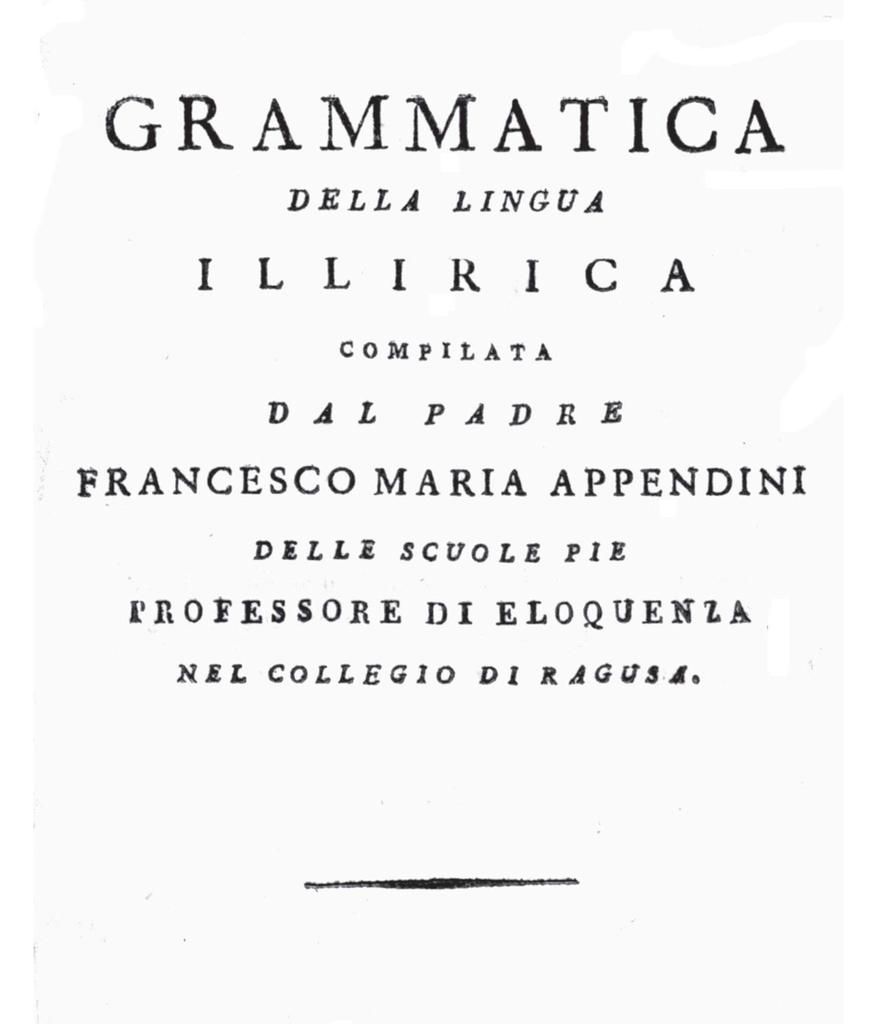 GRAMMATICA
DELLA LINGUA
ILLIRICA
COMPILATA
DAL PADRE
FRANCESCO MARIA APPENDINI
DELLE SCUOLE PIE
PROFESSORE DI ELOQUENZA
NEL COLLEGIO DI RAGUSA.